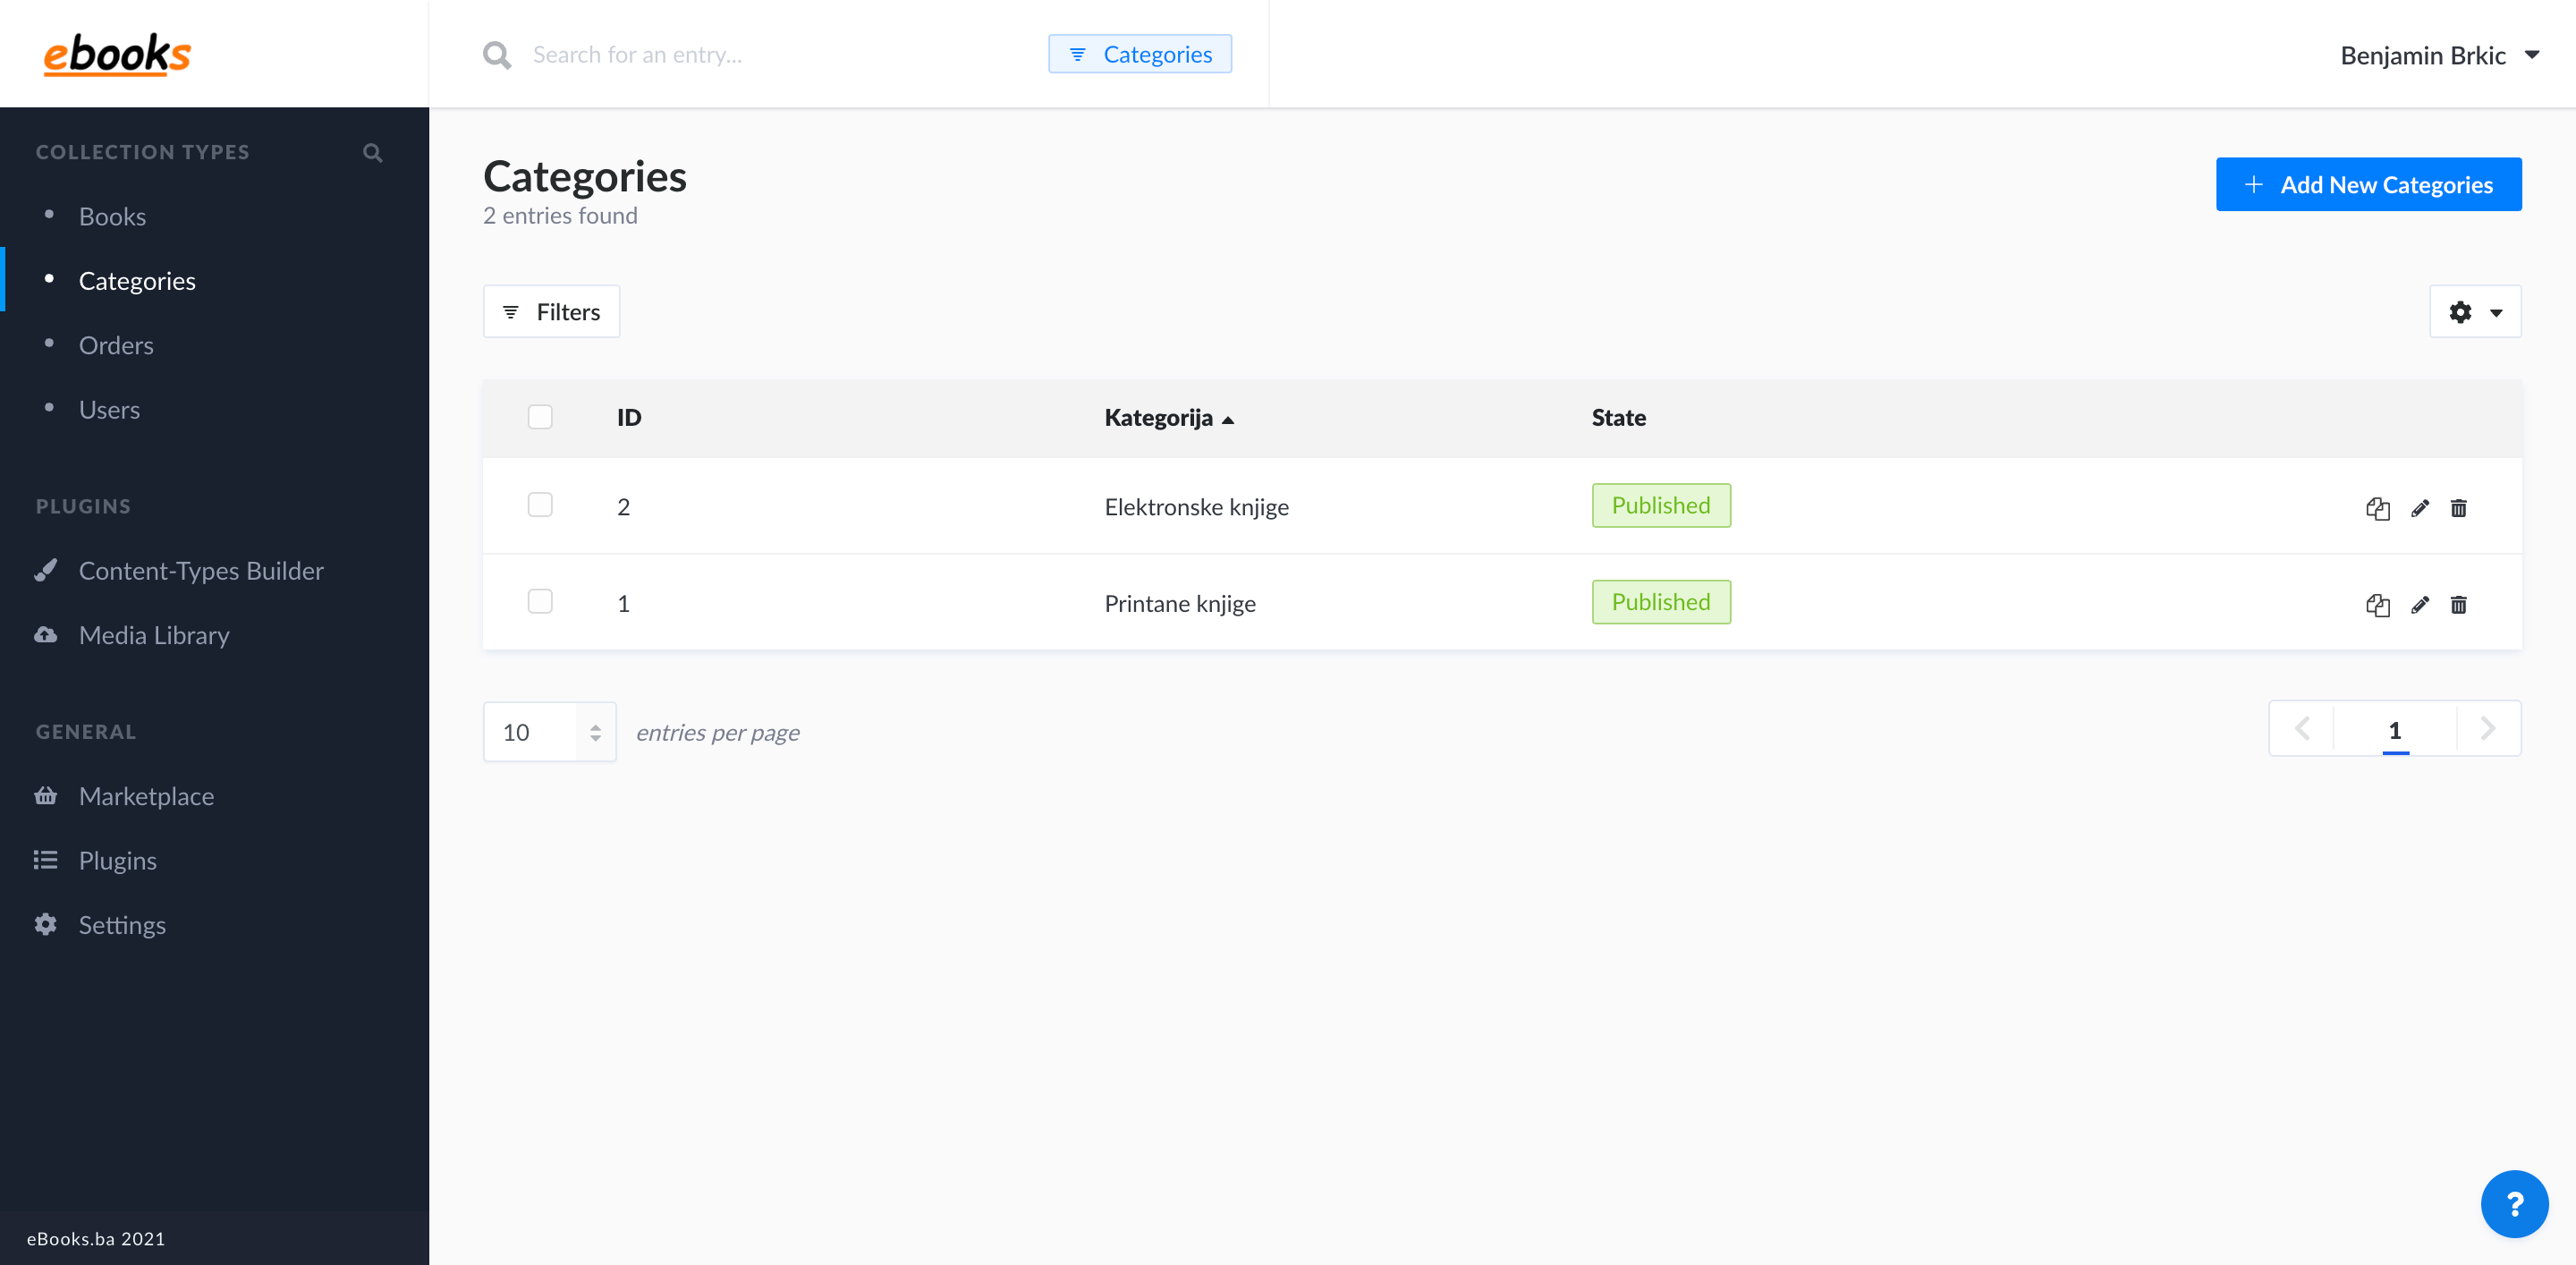 ebooks
Search for an entry...
Categories
Benjamin Brkic
COLLECTION TYPES
Books
Categories
Orders
Users
PLUGINS
Content-Types Builder
Media Library
GENERAL
Marketplace
Plugins
Settings
eBooks.ba 2021
Categories
2 entries found
Add New Categories
Filters
ID Kategorija State
2 Elektronske knjige Published
1 Printane knjige Published
10 entries per page
1
?